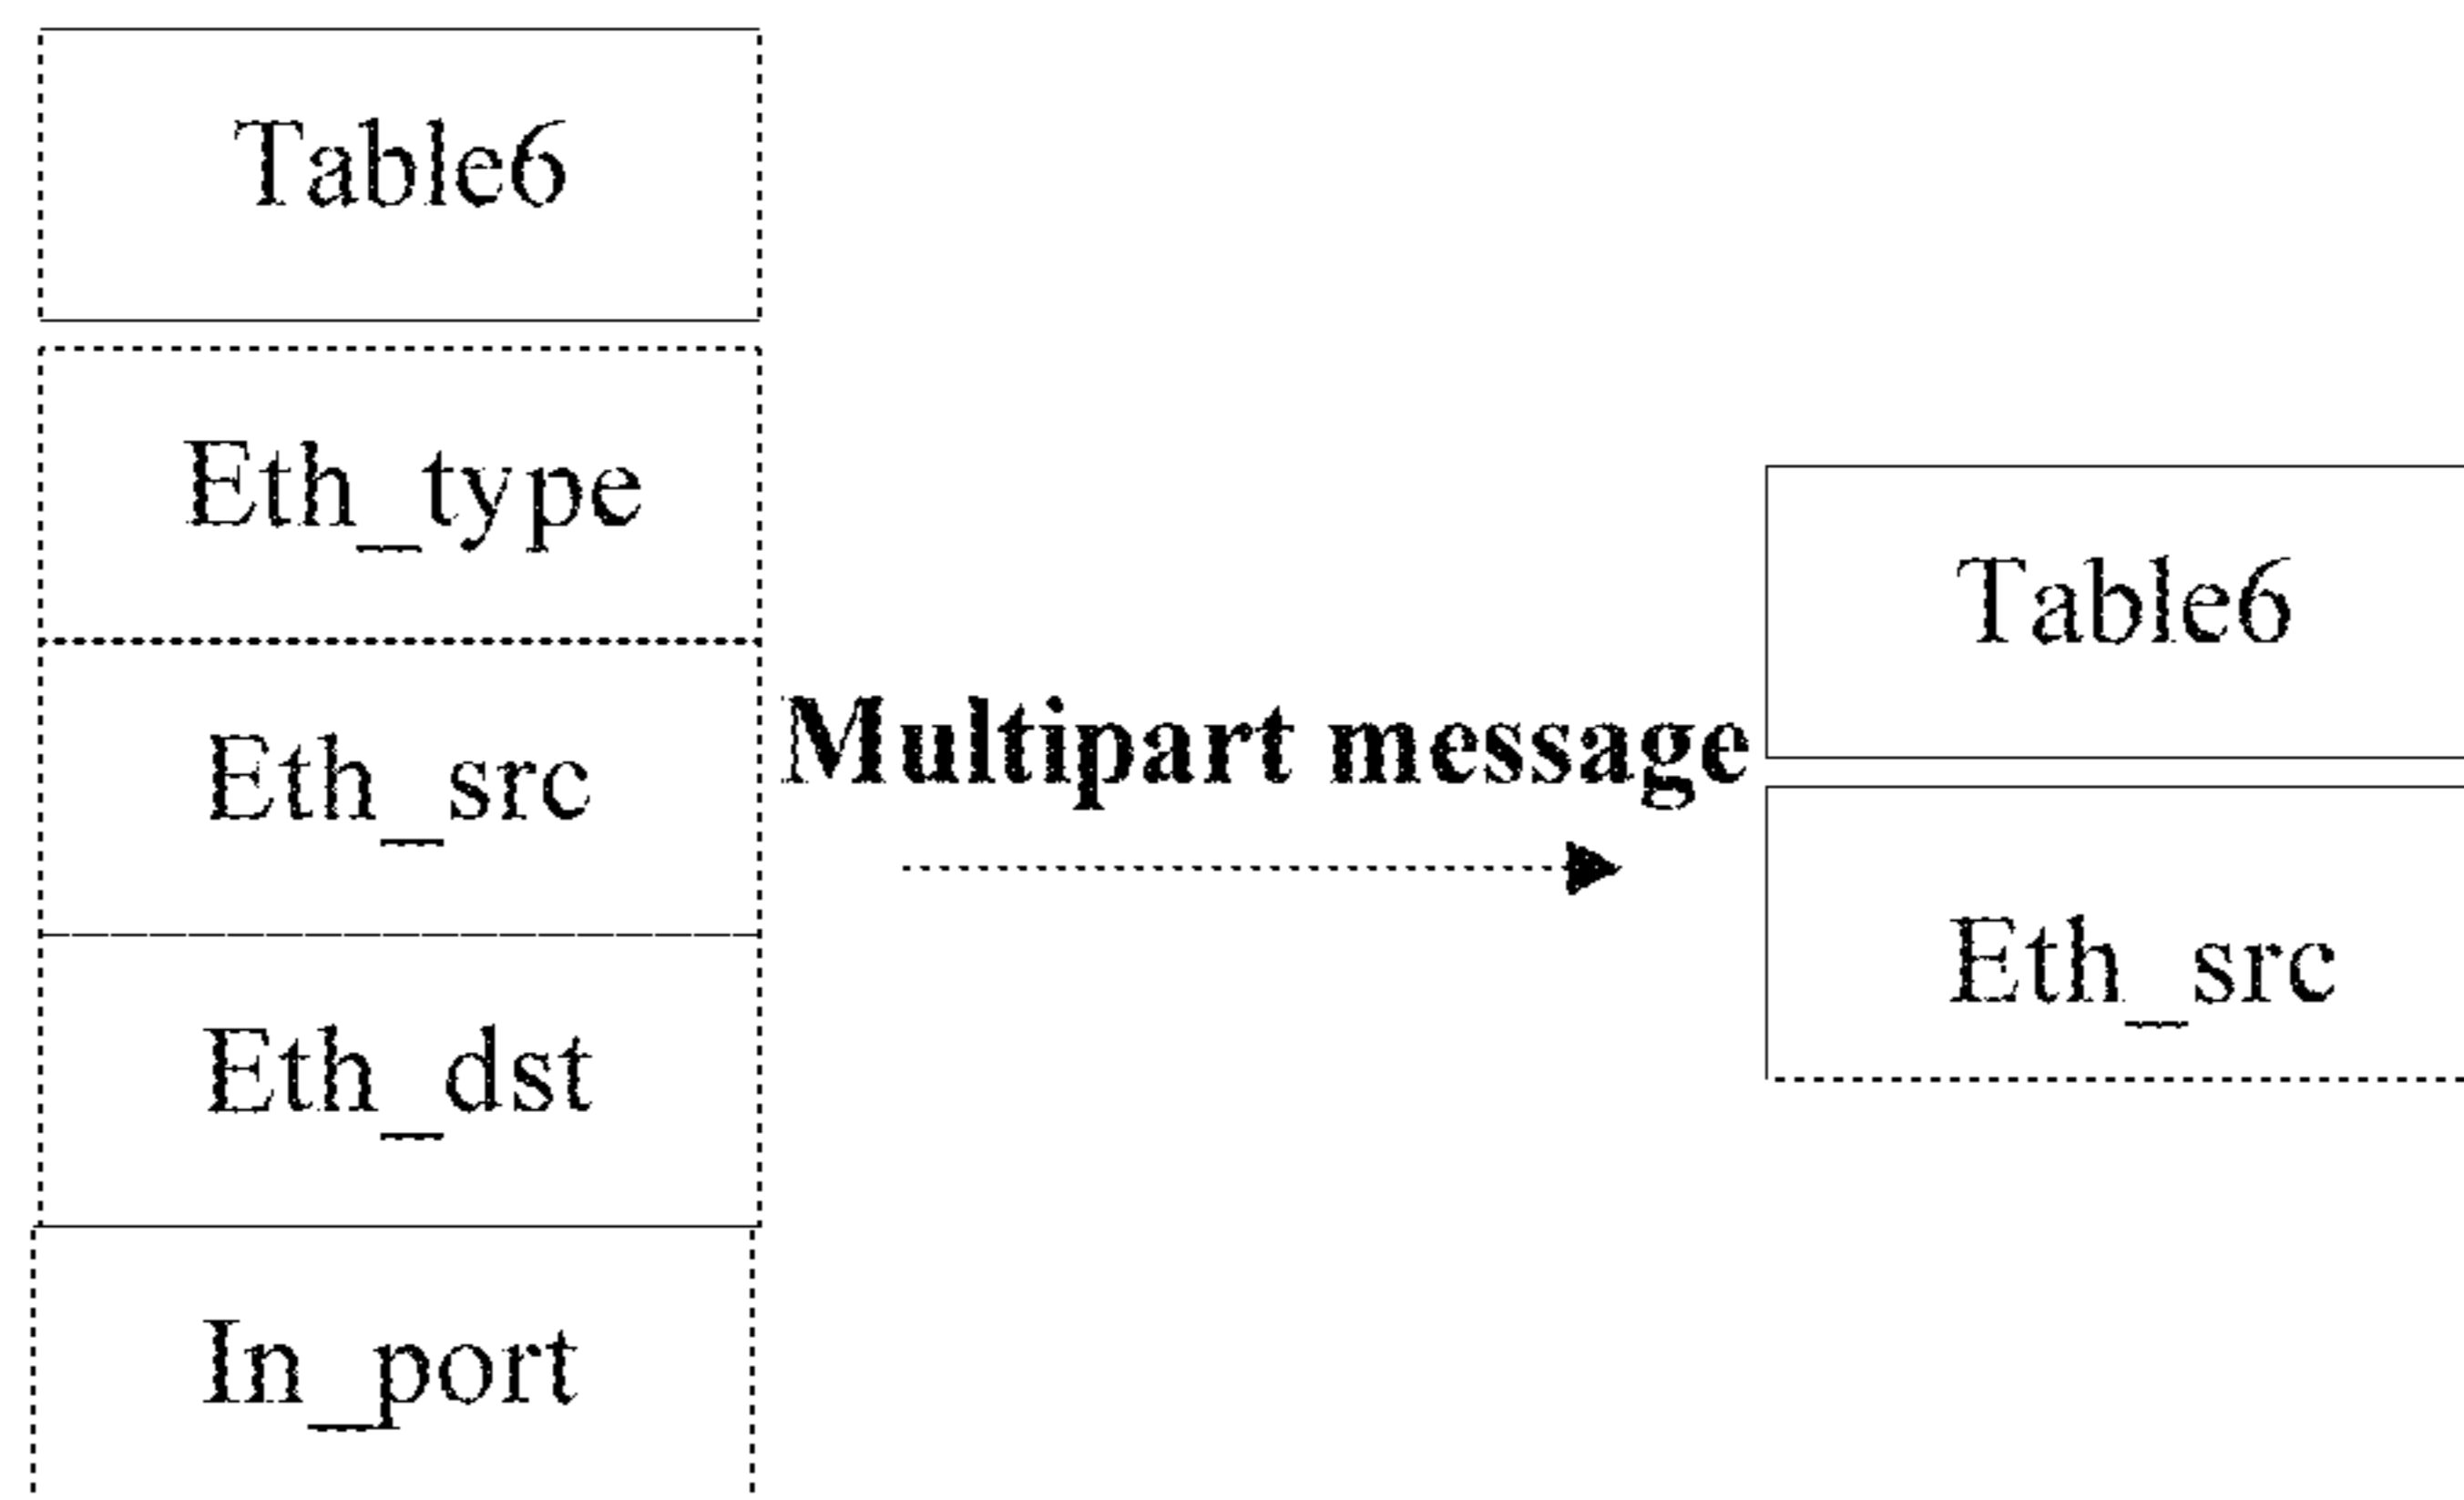 Table6
Eth_type
Eth_src
Eth_dst
In_port
Multipart message
Table6
Eth_src